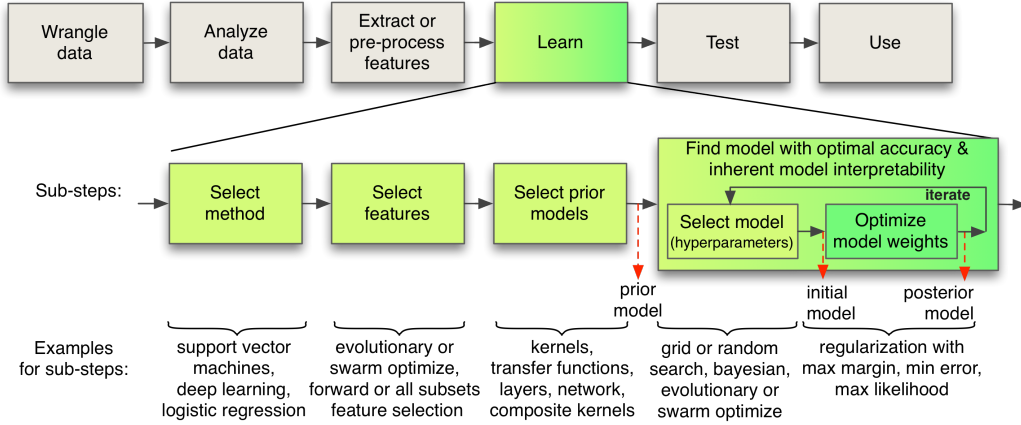 Wrangle
data
Analyze
data
Extract or
pre-process
features
Learn
Test
Use
Sub-steps:
Select
method
Select
features
Select prior
models
Find model with optimal accuracy &
inherent model interpretability
iterate
Select model
(hyperparameters)
Optimize
model weights
prior
model
initial
model
posterior
model
Examples
for sub-steps:
support vector
machines,
deep learning,
logistic regression
evolutionary or
swarm optimize,
forward or all subsets
feature selection
kernels,
transfer functions,
layers, network,
composite kernels
grid or random
search, bayesian,
evolutionary or
swarm optimize
regularization with
max margin, min error,
max likelihood